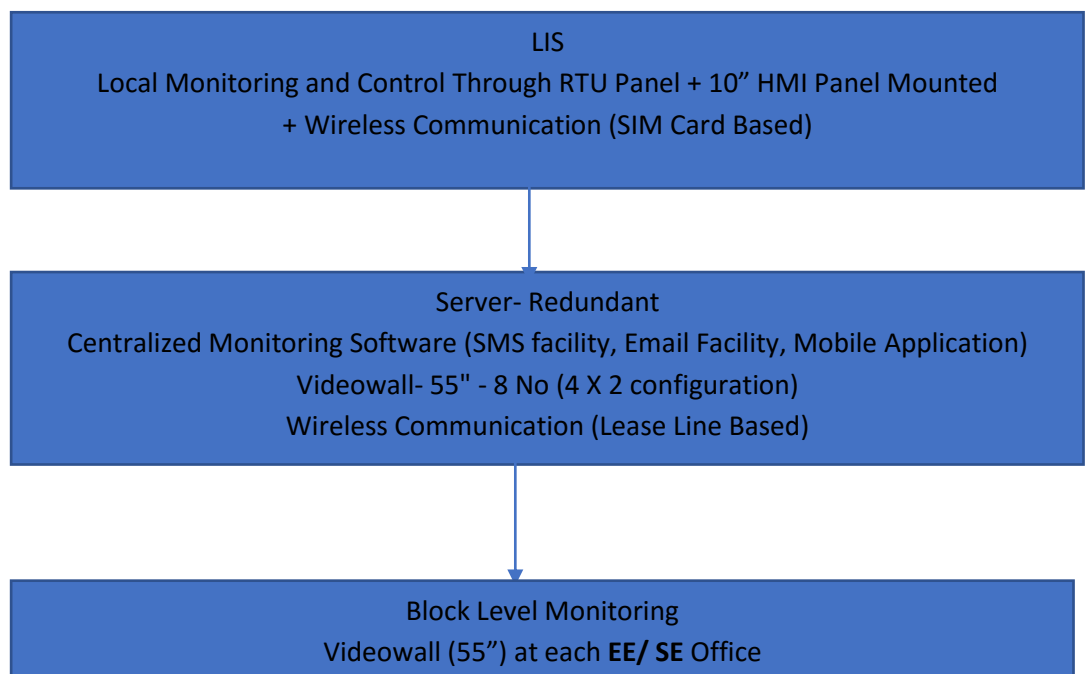 LIS
Local Monitoring and Control Through RTU Panel + 10” HMI Panel Mounted
+ Wireless Communication (SIM Card Based)
Server- Redundant
Centralized Monitoring Software (SMS facility, Email Facility, Mobile Application)
Videowall- 55" - 8 No (4 X 2 configuration)
Wireless Communication (Lease Line Based)
Block Level Monitoring
Videowall (55”) at each EE/ SE Office